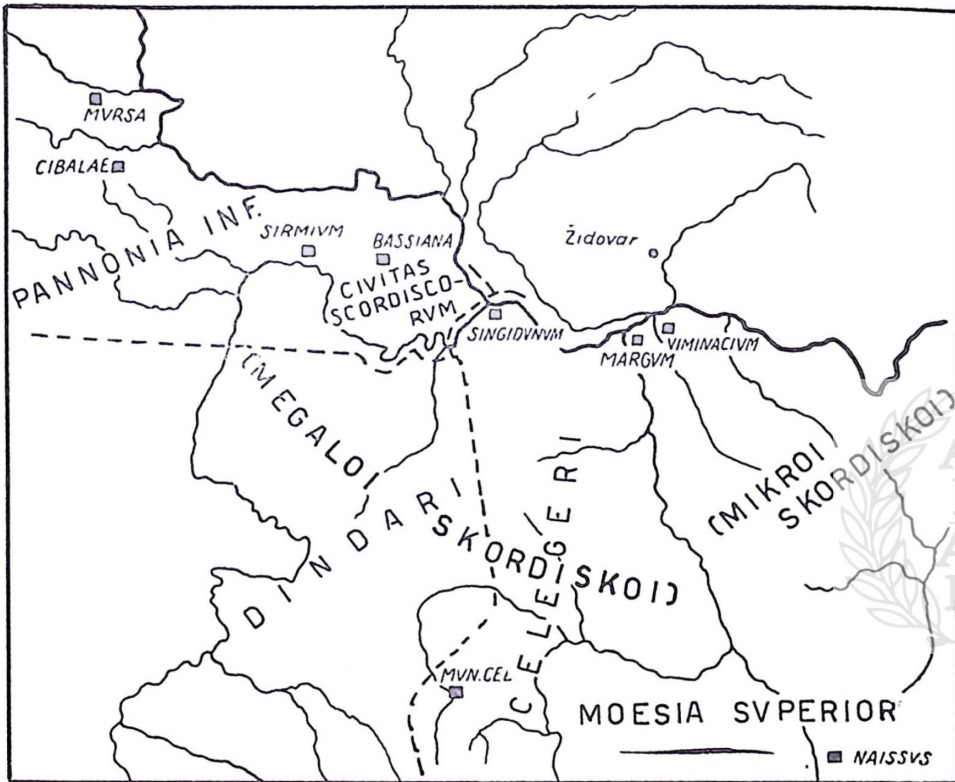 MVRSA
CIBALAE
PANNONIA INF.
SIRMIVM
BASSIANA
CIVITAS
SCORDISCO-
RVM
SINGIDVNVM
Židovar
VIMINACIVM
MARGVM
(MEGALOI
SKORDISKOI)
(MIKROI
SKORDISKOI)
DINDARI
CELEGERI
MVN.CEL
MOESIA SVPERIOR
NAISSVS